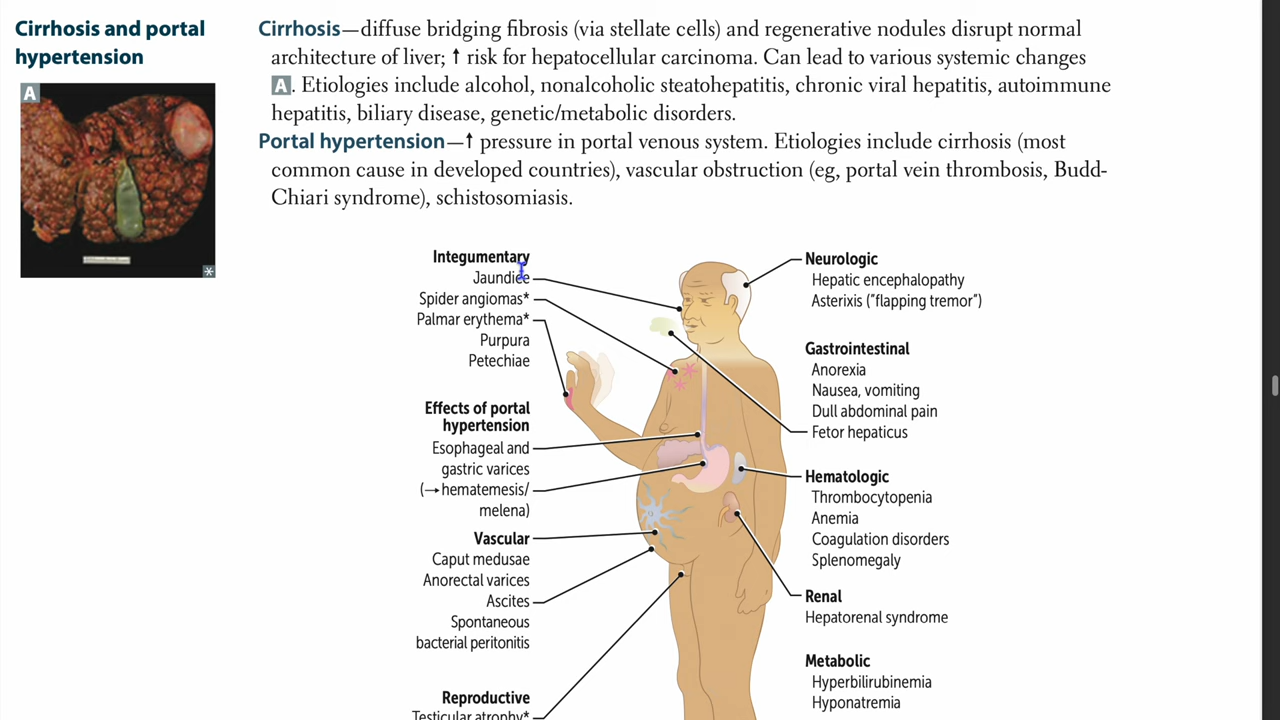 Cirrhosis and portal
hypertension
A
*
Cirrhosis—diffuse bridging fibrosis (via stellate cells) and regenerative nodules disrupt normal
architecture of liver; ↑ risk for hepatocellular carcinoma. Can lead to various systemic changes
A. Etiologies include alcohol, nonalcoholic steatohepatitis, chronic viral hepatitis, autoimmune
hepatitis, biliary disease, genetic/metabolic disorders.
Portal hypertension—↑ pressure in portal venous system. Etiologies include cirrhosis (most
common cause in developed countries), vascular obstruction (eg, portal vein thrombosis, Budd-
Chiari syndrome), schistosomiasis.
Integumentary
Jaundice
Spider angiomas*
Palmar erythema*
Purpura
Petechiae
Effects of portal
hypertension
Esophageal and
gastric varices
(→hematemesis/
melena)
Vascular
Caput medusae
Anorectal varices
Ascites
Spontaneous
bacterial peritonitis
Reproductive
Testicular atrophy*
Neurologic
Hepatic encephalopathy
Asterixis ("flapping tremor")
Gastrointestinal
Anorexia
Nausea, vomiting
Dull abdominal pain
Fetor hepaticus
Hematologic
Thrombocytopenia
Anemia
Coagulation disorders
Splenomegaly
Renal
Hepatorenal syndrome
Metabolic
Hyperbilirubinemia
Hyponatremia